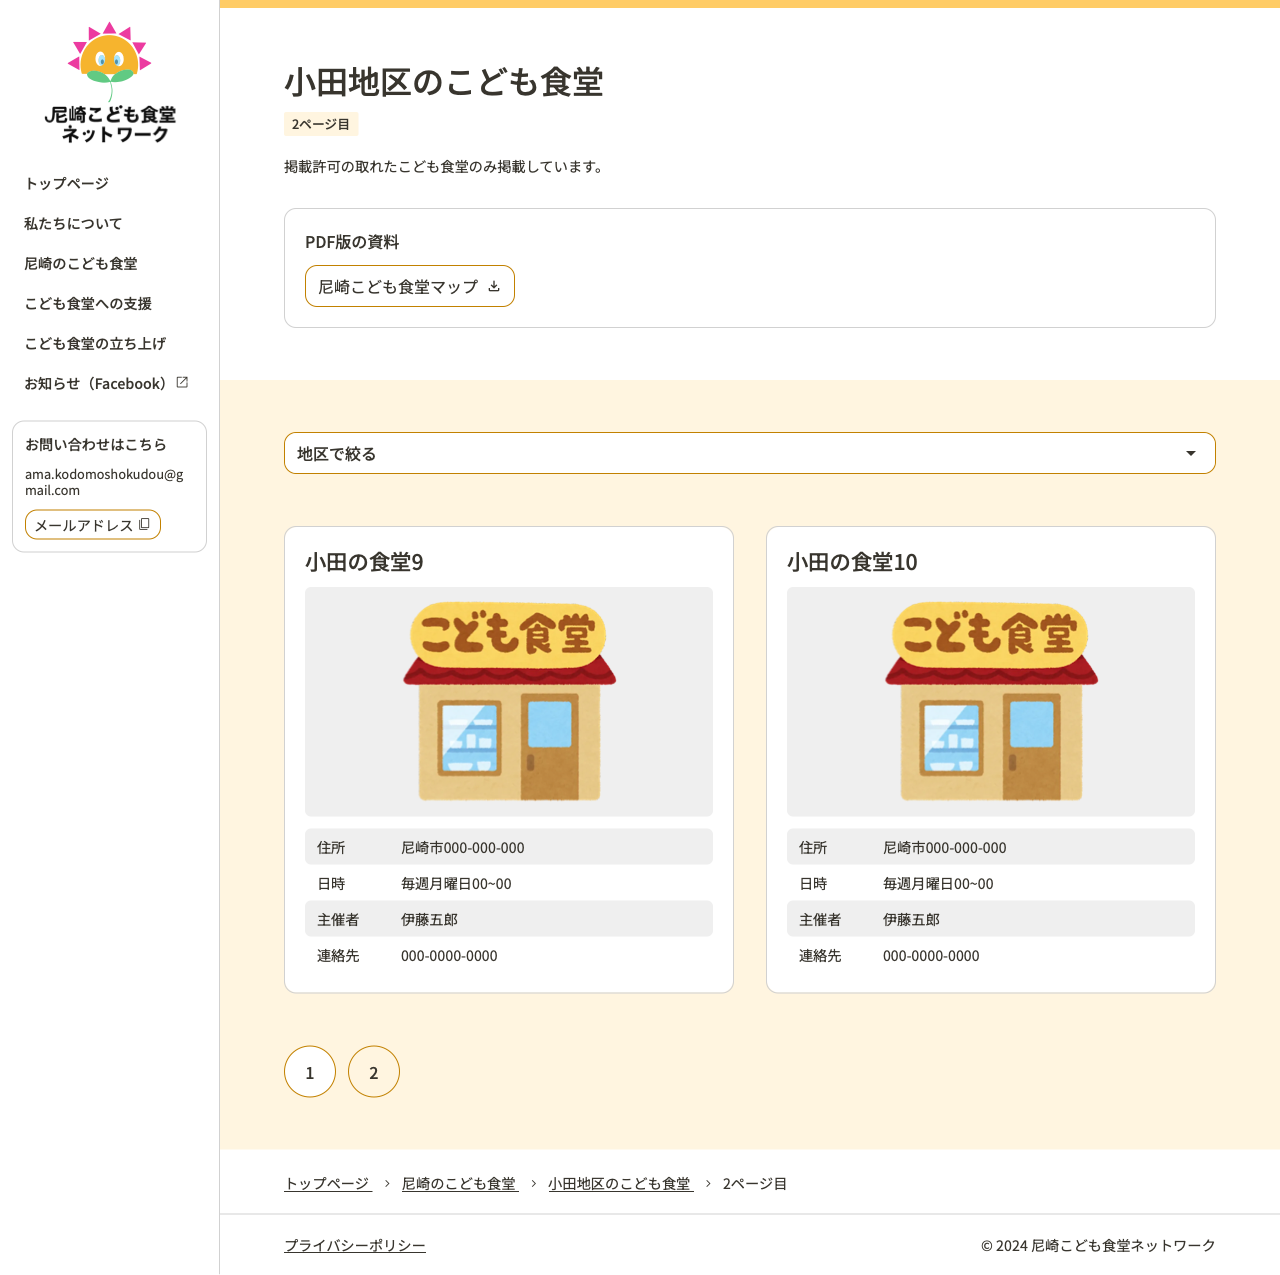 尼崎こども食堂
ネットワーク
トップページ
私たちについて
尼崎のこども食堂
こども食堂への支援
こども食堂の立ち上げ
お知らせ（Facebook）
お問い合わせはこちら
ama.kodomoshokudou@g
mail.com
メールアドレス
小田地区のこども食堂
2ページ目
掲載許可の取れたこども食堂のみ掲載しています。
PDF版の資料
尼崎こども食堂マップ
地区で絞る
小田の食堂9
こども食堂
住所 尼崎市000-000-000
日時 毎週月曜日00~00
主催者 伊藤五郎
連絡先 000-0000-0000
小田の食堂10
こども食堂
住所 尼崎市000-000-000
日時 毎週月曜日00~00
主催者 伊藤五郎
連絡先 000-0000-0000
1 2
トップページ > 尼崎のこども食堂 > 小田地区のこども食堂 > 2ページ目
プライバシーポリシー
© 2024 尼崎こども食堂ネットワーク